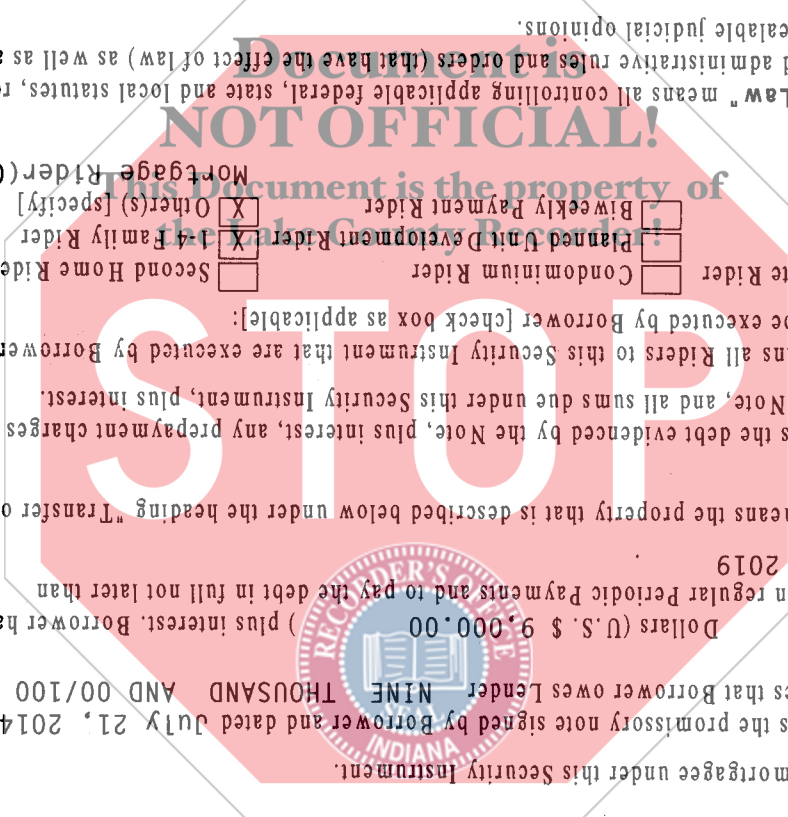 mortgagee under this Security Instrument.
s the promissory note signed by Borrower and dated July 21, 2014
es that Borrower owes Lender NINE THOUSAND AND 00/100
Dollars (U.S. $ 9,000.00 ) plus interest. Borrower ha
n regular Periodic Payments and to pay the debt in full not later than
2019 .
means the property that is described below under the heading "Transfer o
s the debt evidenced by the Note, plus interest, any prepayment charges
Note, and all sums due under this Security Instrument, plus interest.
ns all Riders to this Security Instrument that are executed by Borrower
be executed by Borrower [check box as applicable]:
te Rider Condominium Rider Second Home Ride
Planned Unit Development Rider X 1-4 Family Rider
Biweekly Payment Rider X Other(s) [specify]
Mortgage Rider(
Law" means all controlling applicable federal, state and local statutes, re
d administrative rules and orders (that have the effect of law) as well as a
ealable judicial opinions.
Document is
NOT OFFICIAL!
This Document is the property of
the Lake County Recorder!
STOP
RECORDER'S OFFICE
SEAL
INDIANA